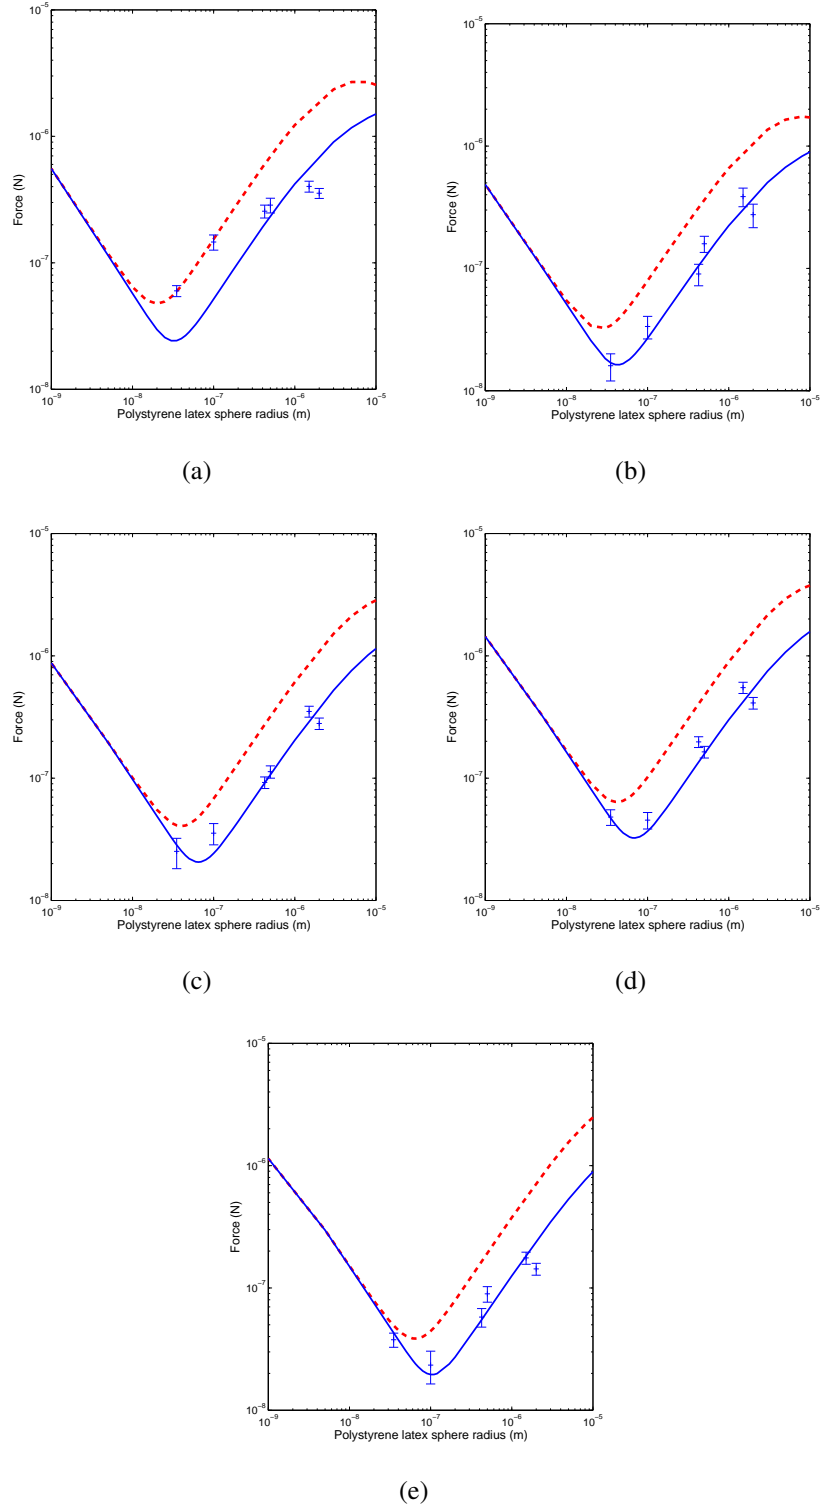 10⁻⁵
10⁻⁶
10⁻⁷
10⁻⁸
Force (N)
10⁻⁹ 10⁻⁸ 10⁻⁷ 10⁻⁶ 10⁻⁵
Polystyrene latex sphere radius (m)
(a)
10⁻⁵
10⁻⁶
10⁻⁷
10⁻⁸
Force (N)
10⁻⁹ 10⁻⁸ 10⁻⁷ 10⁻⁶ 10⁻⁵
Polystyrene latex sphere radius (m)
(b)
10⁻⁵
10⁻⁶
10⁻⁷
10⁻⁸
Force (N)
10⁻⁹ 10⁻⁸ 10⁻⁷ 10⁻⁶ 10⁻⁵
Polystyrene latex sphere radius (m)
(c)
10⁻⁵
10⁻⁶
10⁻⁷
10⁻⁸
Force (N)
10⁻⁹ 10⁻⁸ 10⁻⁷ 10⁻⁶ 10⁻⁵
Polystyrene latex sphere radius (m)
(d)
10⁻⁵
10⁻⁶
10⁻⁷
10⁻⁸
Force (N)
10⁻⁹ 10⁻⁸ 10⁻⁷ 10⁻⁶ 10⁻⁵
Polystyrene latex sphere radius (m)
(e)